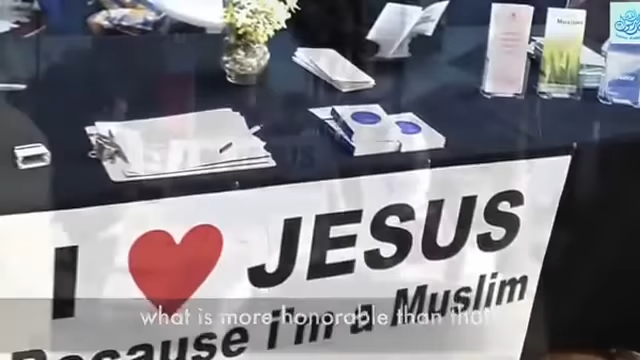 I ❤ JESUS
Because I'm a Muslim
what is more honorable than that